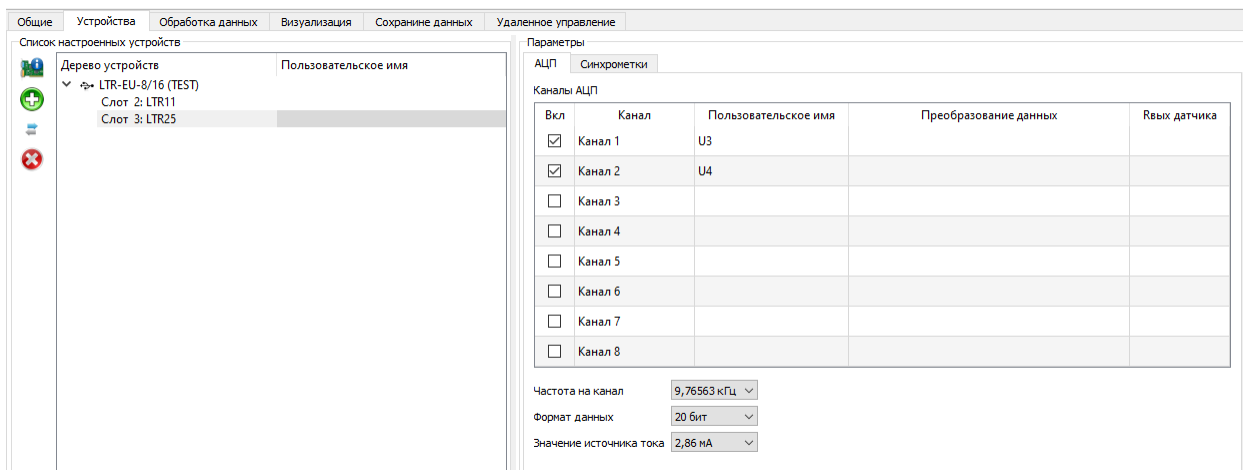 Общие Устройства Обработка данных Визуализация Сохранине данных Удаленное управление
Список настроенных устройств
Дерево устройств Пользовательское имя
LTR-EU-8/16 (TEST)
Слот 2: LTR11
Слот 3: LTR25
Параметры
АЦП Синхрометки
Каналы АЦП
Вкл Канал Пользовательское имя Преобразование данных Rвых датчика
Канал 1 U3
Канал 2 U4
Канал 3
Канал 4
Канал 5
Канал 6
Канал 7
Канал 8
Частота на канал 9,76563 кГц
Формат данных 20 бит
Значение источника тока 2,86 мА